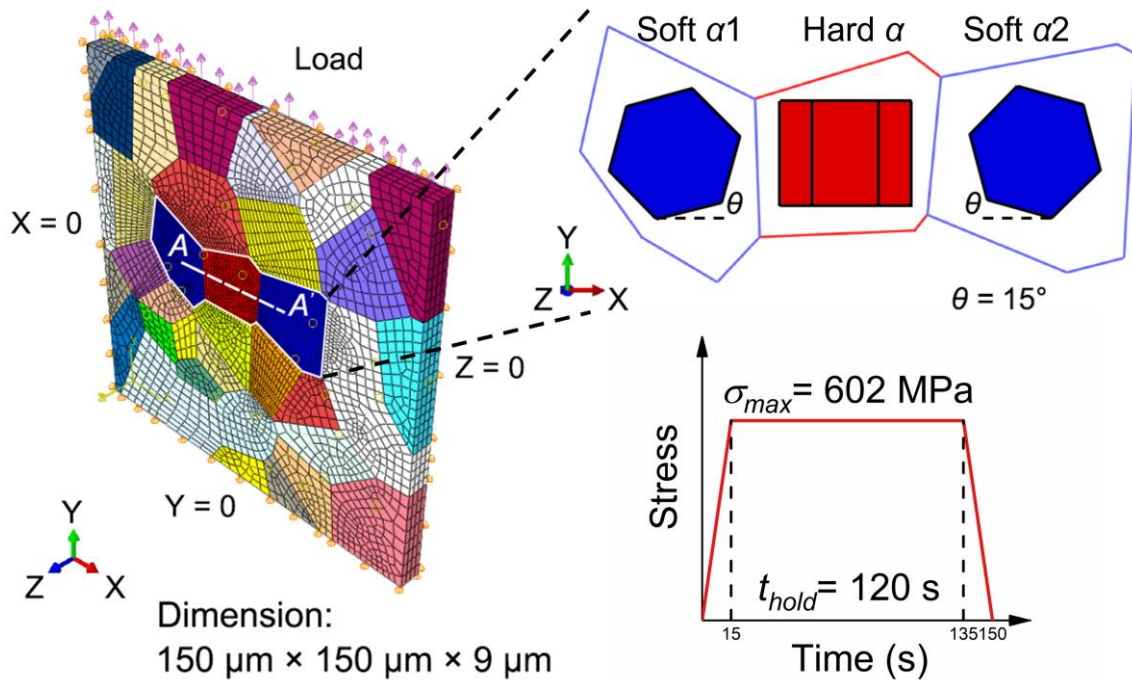 Load
X = 0
A
A'
Z = 0
Y = 0
Y
Z
X
Dimension:
150 μm × 150 μm × 9 μm
Soft α1 Hard α Soft α2
θ
θ
Y
Z
X
θ = 15°
σmax= 602 MPa
Stress
thold= 120 s
15
135150
Time (s)